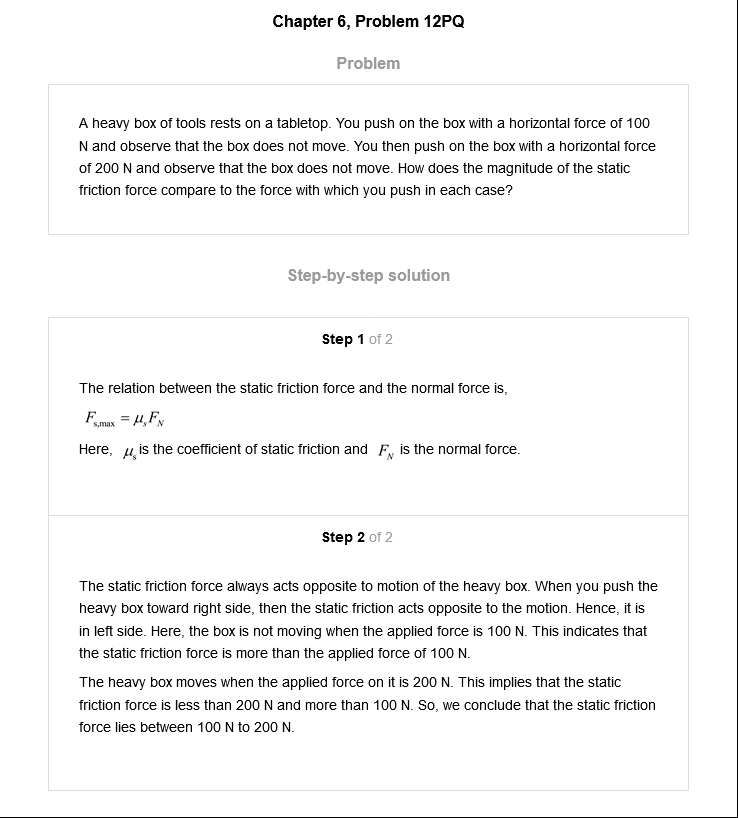 Chapter 6, Problem 12PQ
Problem
A heavy box of tools rests on a tabletop. You push on the box with a horizontal force of 100
N and observe that the box does not move. You then push on the box with a horizontal force
of 200 N and observe that the box does not move. How does the magnitude of the static
friction force compare to the force with which you push in each case?
Step-by-step solution
Step 1 of 2
The relation between the static friction force and the normal force is,
F_{s,max} = μ_s F_N
Here, μ_s is the coefficient of static friction and F_N is the normal force.
Step 2 of 2
The static friction force always acts opposite to motion of the heavy box. When you push the
heavy box toward right side, then the static friction acts opposite to the motion. Hence, it is
in left side. Here, the box is not moving when the applied force is 100 N. This indicates that
the static friction force is more than the applied force of 100 N.
The heavy box moves when the applied force on it is 200 N. This implies that the static
friction force is less than 200 N and more than 100 N. So, we conclude that the static friction
force lies between 100 N to 200 N.